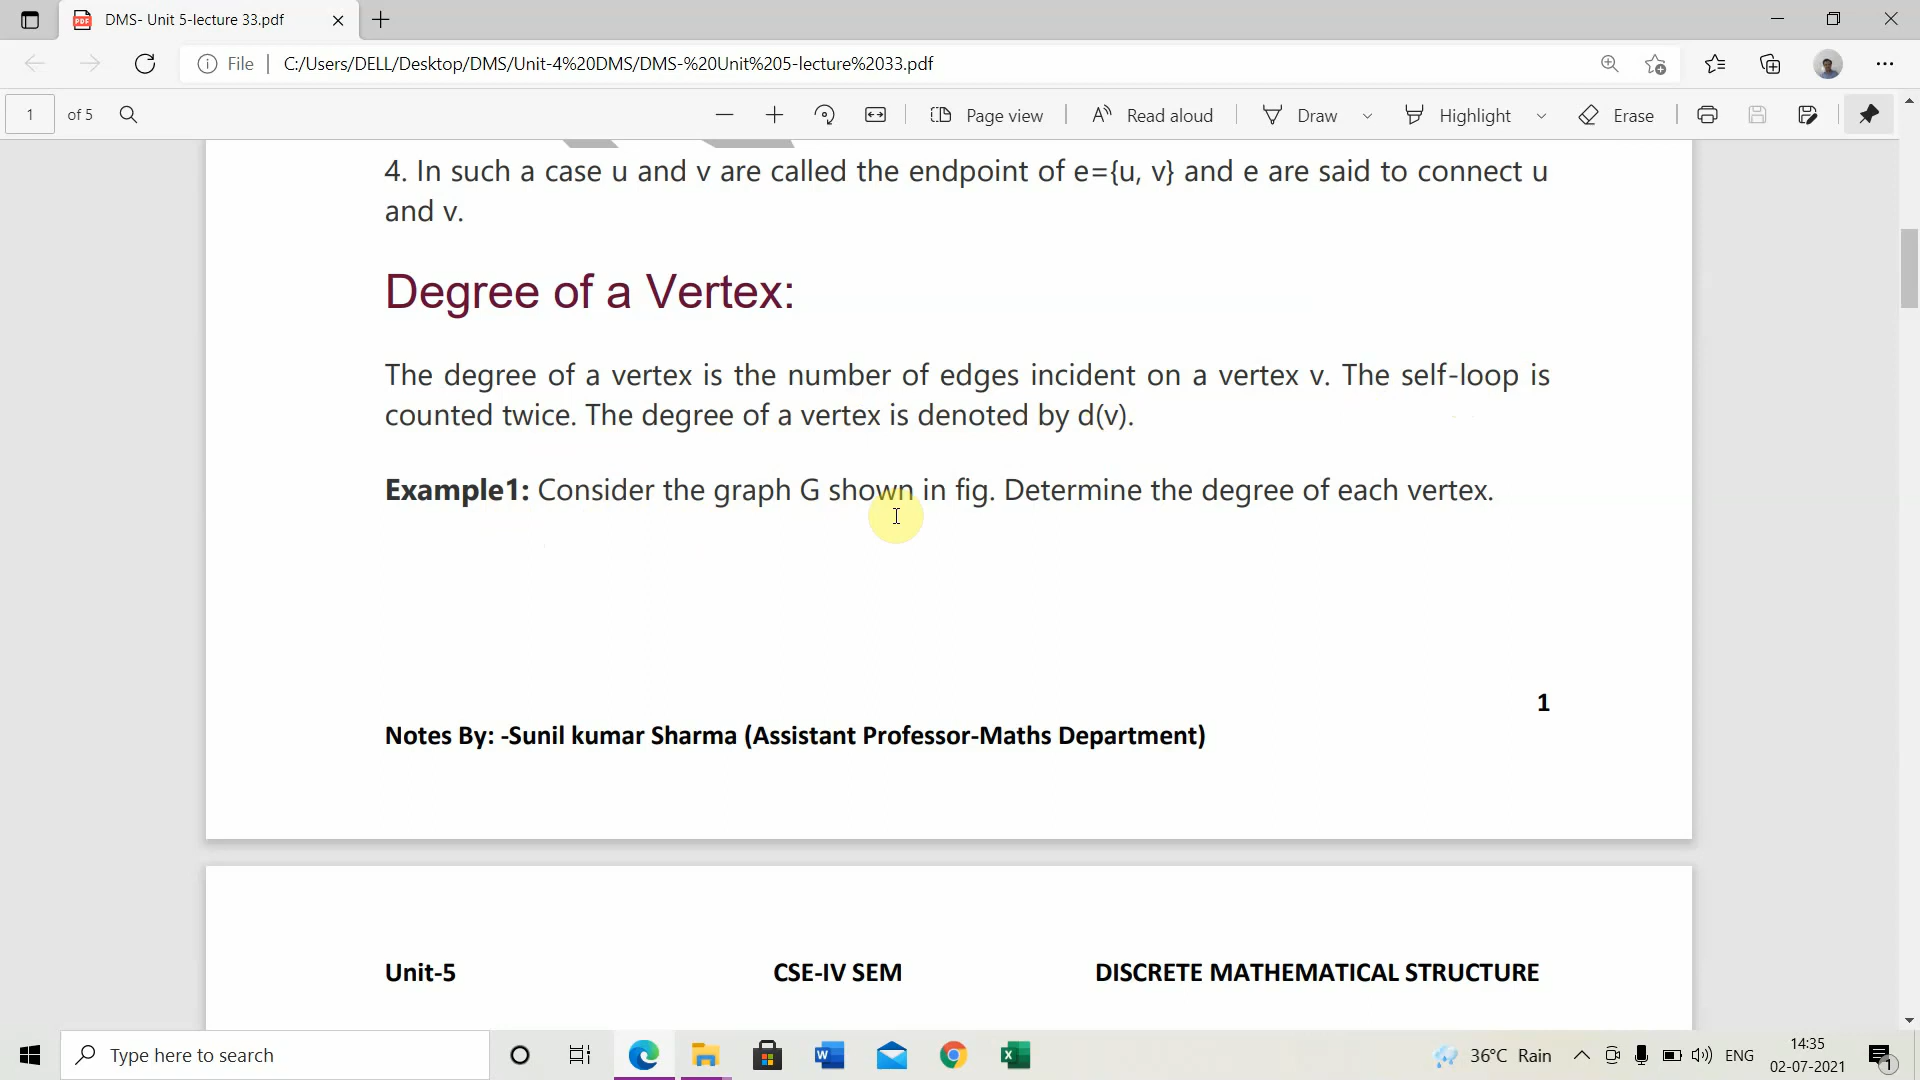 DMS- Unit 5-lecture 33.pdf
File
C:/Users/DELL/Desktop/DMS/Unit-4%20DMS/DMS-%20Unit%205-lecture%2033.pdf
1 of 5
Page view
Read aloud
Draw
Highlight
Erase
4. In such a case u and v are called the endpoint of e={u, v} and e are said to connect u
and v.
Degree of a Vertex:
The degree of a vertex is the number of edges incident on a vertex v. The self-loop is
counted twice. The degree of a vertex is denoted by d(v).
Example1: Consider the graph G shown in fig. Determine the degree of each vertex.
1
Notes By: -Sunil kumar Sharma (Assistant Professor-Maths Department)
Unit-5 CSE-IV SEM DISCRETE MATHEMATICAL STRUCTURE
Type here to search
36°C Rain
ENG
14:35
02-07-2021
1